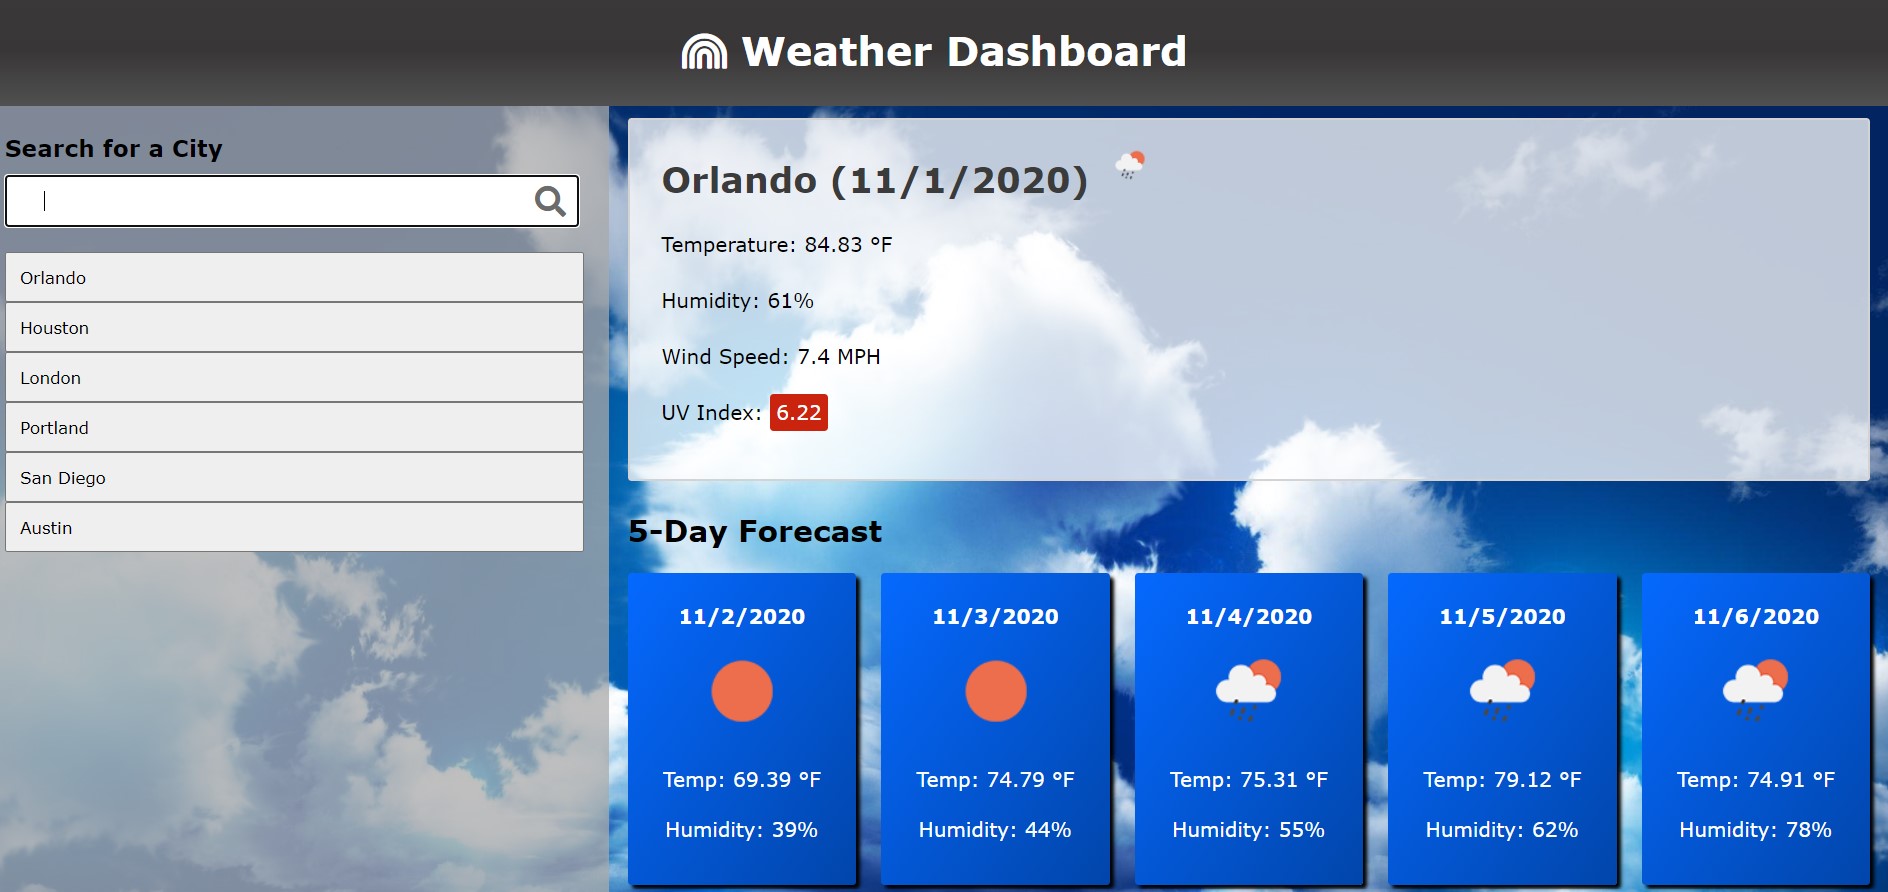 Weather Dashboard
Search for a City
Orlando
Houston
London
Portland
San Diego
Austin
Orlando (11/1/2020)
Temperature: 84.83 °F
Humidity: 61%
Wind Speed: 7.4 MPH
UV Index: 6.22
5-Day Forecast
11/2/2020
Temp: 69.39 °F
Humidity: 39%
11/3/2020
Temp: 74.79 °F
Humidity: 44%
11/4/2020
Temp: 75.31 °F
Humidity: 55%
11/5/2020
Temp: 79.12 °F
Humidity: 62%
11/6/2020
Temp: 74.91 °F
Humidity: 78%